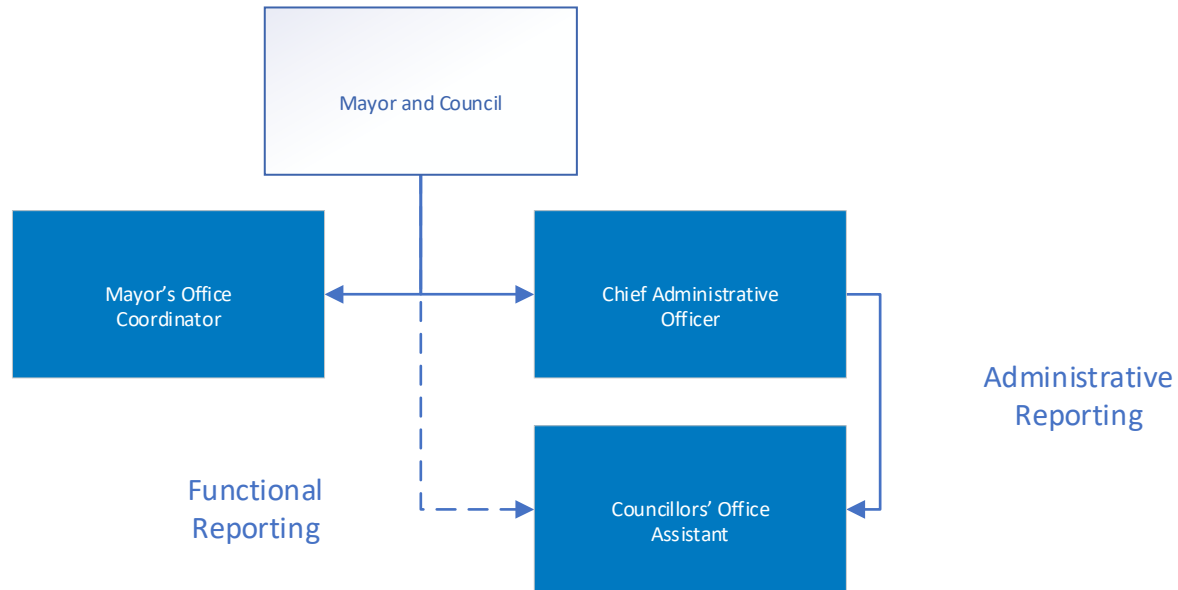 Mayor and Council
Mayor’s Office
Coordinator
Chief Administrative
Officer
Administrative
Reporting
Functional
Reporting
Councillors’ Office
Assistant